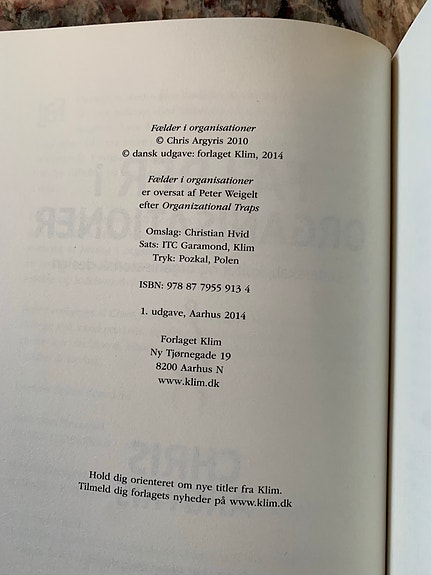 Fælder i organisationer
© Chris Argyris 2010
© dansk udgave: forlaget Klim, 2014
Fælder i organisationer
er oversat af Peter Weigelt
efter Organizational Traps
Omslag: Christian Hvid
Sats: ITC Garamond, Klim
Tryk: Pozkal, Polen
ISBN: 978 87 7955 913 4
1. udgave, Aarhus 2014
Forlaget Klim
Ny Tjørnegade 19
8200 Aarhus N
www.klim.dk
Hold dig orienteret om nye titler fra Klim.
Tilmeld dig forlagets nyheder på www.klim.dk